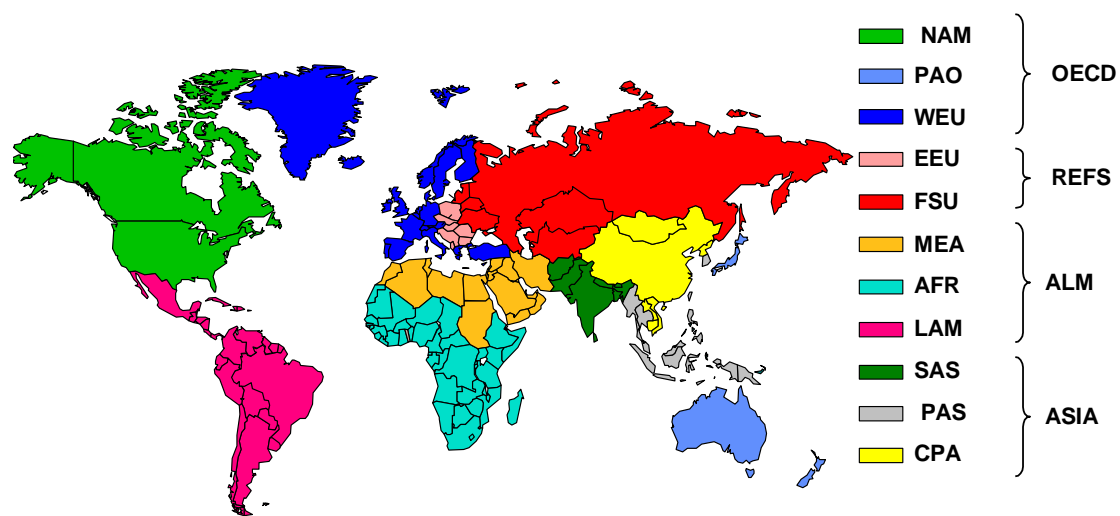 NAM
PAO
WEU
OECD
EEU
FSU
REFS
MEA
AFR
LAM
ALM
SAS
PAS
CPA
ASIA